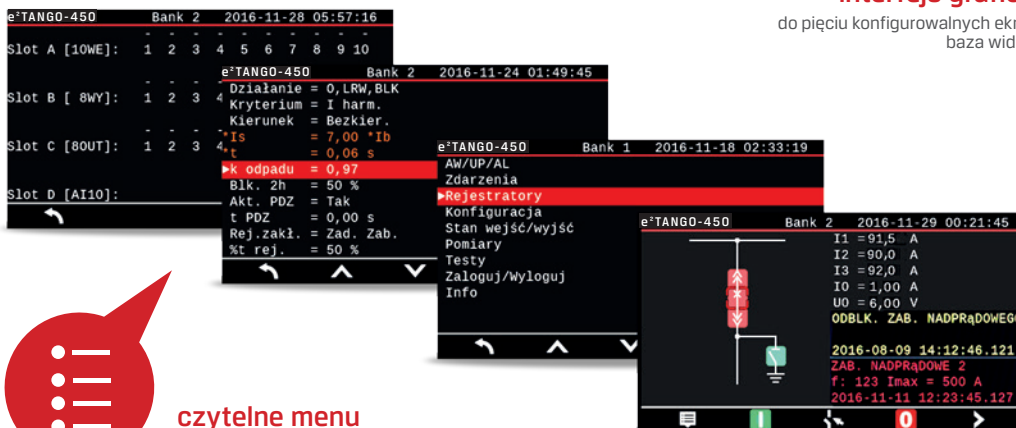 e²TANGO-450 Bank 2 2016-11-28 05:57:16
- - - - - - - - - -
Slot A [10WE]: 1 2 3 4 5 6 7 8 9 10
- - -
Slot B [ 8WY]: 1 2 3 4
- - -
Slot C [8OUT]: 1 2 3 4
Slot D [AI10]:
e²TANGO-450 Bank 2 2016-11-24 01:49:45
Działanie = O,LRW,BLK
Kryterium = I harm.
Kierunek = Bezkier.
*Is = 7,00 *Ib
*t = 0,06 s
►k odpadu = 0,97
Blk. 2h = 50 %
Akt. PDZ = Tak
t PDZ = 0,00 s
Rej.zakł. = Zad. Zab.
%t rej. = 50 %
e²TANGO-450 Bank 1 2016-11-18 02:33:19
AW/UP/AL
Zdarzenia
►Rejestratory
Konfiguracja
Stan wejść/wyjść
Pomiary
Testy
Zaloguj/Wyloguj
Info
e²TANGO-450 Bank 2 2016-11-29 00:21:45
I1 =91,5 A
I2 =90,0 A
I3 =92,0 A
I0 =1,00 A
U0 =6,00 V
ODBLK. ZAB. NADPRąDOWEGO
2016-08-09 14:12:46.121
ZAB. NADPRąDOWE 2
f: 123 Imax = 500 A
2016-11-11 12:23:45.127
I 0
do pięciu konfigurowalnych
baza
czytelne menu